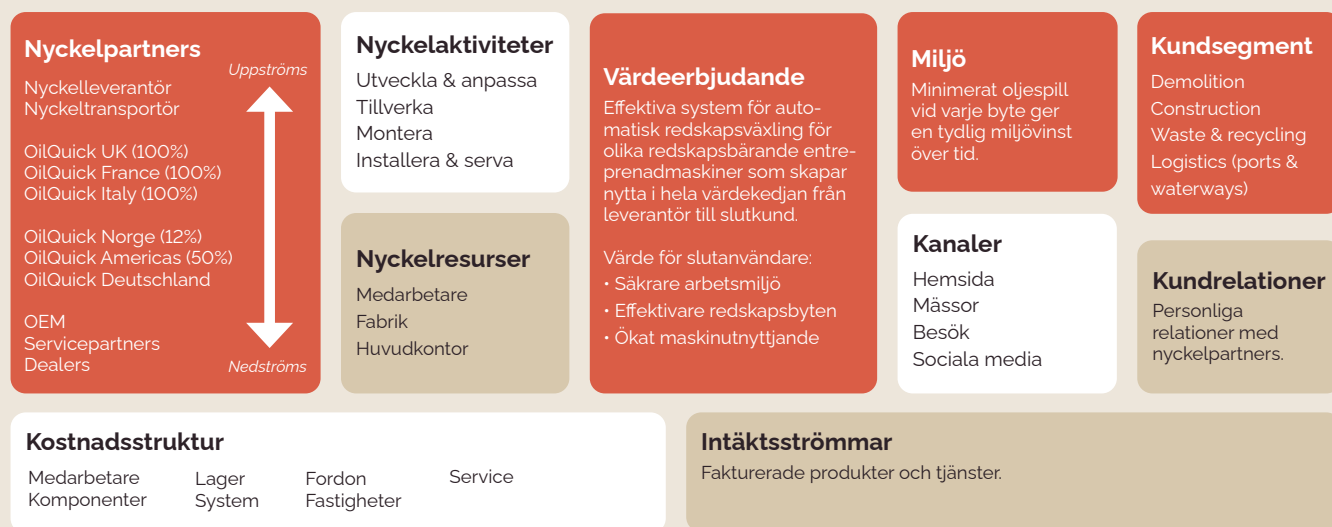 Nyckelpartners
Uppströms
Nyckelleverantör
Nyckeltransportör
OilQuick UK (100%)
OilQuick France (100%)
OilQuick Italy (100%)
OilQuick Norge (12%)
OilQuick Americas (50%)
OilQuick Deutschland
OEM
Servicepartners
Dealers
Nedströms
Nyckelaktiviteter
Utveckla & anpassa
Tillverka
Montera
Installera & serva
Nyckelresurser
Medarbetare
Fabrik
Huvudkontor
Värdeerbjudande
Effektiva system för auto-
matisk redskapsväxling för
olika redskapsbärande entre-
prenadmaskiner som skapar
nytta i hela värdekedjan från
leverantör till slutkund.
Värde för slutanvändare:
• Säkrare arbetsmiljö
• Effektivare redskapsbyten
• Ökat maskinutnyttjande
Miljö
Minimerat oljespill
vid varje byte ger
en tydlig miljövinst
över tid.
Kanaler
Hemsida
Mässor
Besök
Sociala media
Kundsegment
Demolition
Construction
Waste & recycling
Logistics (ports &
waterways)
Kundrelationer
Personliga
relationer med
nyckelpartners.
Kostnadsstruktur
Medarbetare
Komponenter
Lager
System
Fordon
Fastigheter
Service
Intäktsströmmar
Fakturerade produkter och tjänster.